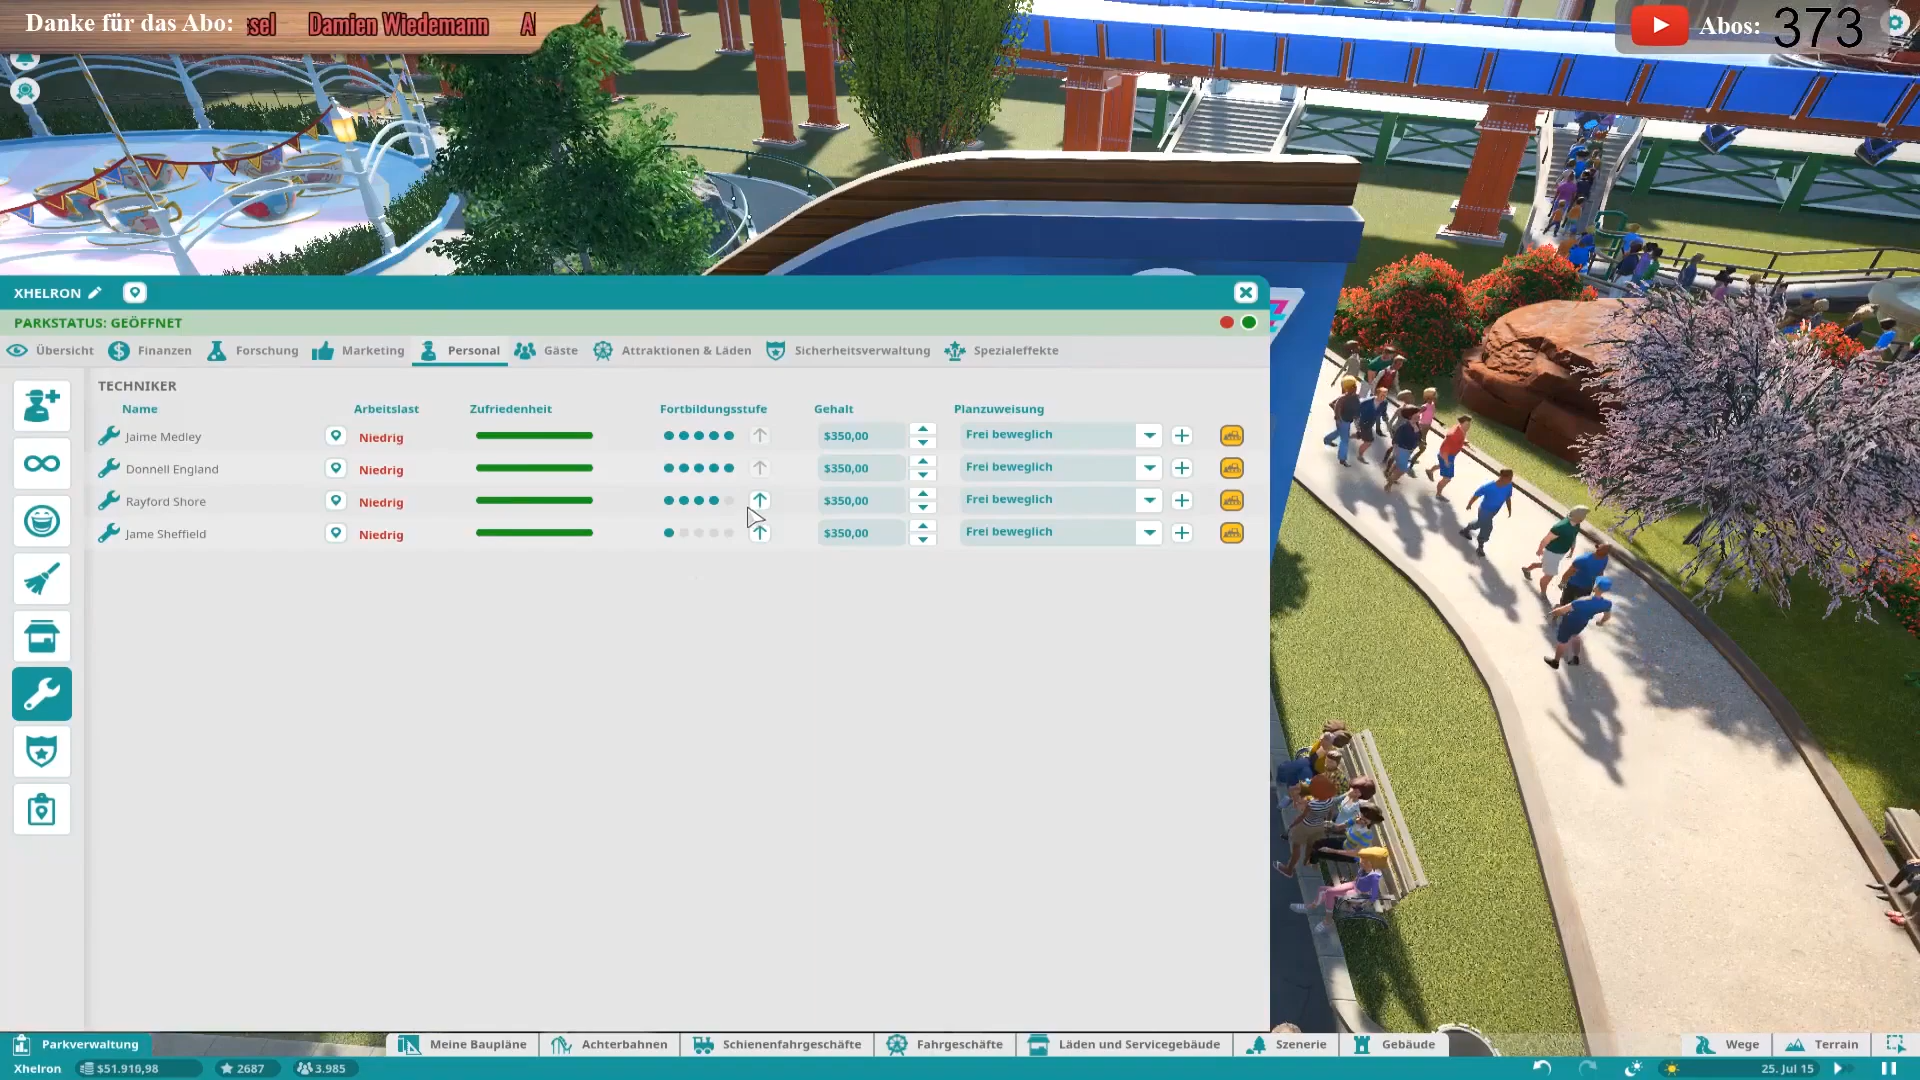 Danke für das Abo: sel Damien Wiedemann A
Abos: 373
XHELRON
PARKSTATUS: GEÖFFNET
Übersicht Finanzen Forschung Marketing Personal Gäste Attraktionen & Läden Sicherheitsverwaltung Spezialeffekte
TECHNIKER
Name Arbeitslast Zufriedenheit Fortbildungsstufe Gehalt Planzuweisung
Jaime Medley Niedrig $350,00 Frei beweglich
Donnell England Niedrig $350,00 Frei beweglich
Rayford Shore Niedrig $350,00 Frei beweglich
Jame Sheffield Niedrig $350,00 Frei beweglich
Parkverwaltung Meine Baupläne Achterbahnen Schienenfahrgeschäfte Fahrgeschäfte Läden und Servicegebäude Szenerie Gebäude Wege Terrain
Xhelron $51.910,98 2687 3.985 25. Jul 15